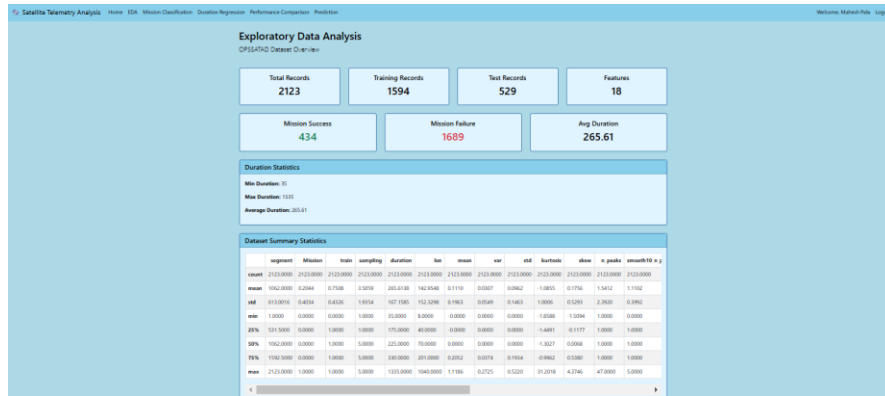 Satellite Telemetry Analysis Home EDA Mission Classification Duration Regression Performance Comparison Prediction Welcome, Mahesh Pala Log
Exploratory Data Analysis
OPSSATAD Dataset Overview
Total Records Training Records Test Records Features
2123 1594 529 18
Mission Success Mission Failure Avg Duration
434 1689 265.61
Duration Statistics
Min Duration: 35
Max Duration: 1335
Average Duration: 265.61
Dataset Summary Statistics
segment Mission train sampling duration len mean var std kurtosis skew n_peaks smooth10_n_p
count 2123.0000 2123.0000 2123.0000 2123.0000 2123.0000 2123.0000 2123.0000 2123.0000 2123.0000 2123.0000 2123.0000 2123.0000 2123.0000
mean 1062.0000 0.2044 0.7508 3.5059 265.6138 142.9548 0.1110 0.0307 0.0962 -1.0855 0.1756 1.5412 1.1102
std 613.0016 0.4034 0.4326 1.9354 167.1585 152.3298 0.1963 0.0549 0.1463 1.0006 0.5293 2.3920 0.3992
min 1.0000 0.0000 0.0000 1.0000 35.0000 8.0000 -0.0000 0.0000 0.0000 -1.8588 -1.5094 1.0000 0.0000
25% 531.5000 0.0000 1.0000 1.0000 175.0000 40.0000 -0.0000 0.0000 0.0000 -1.4491 -0.1177 1.0000 1.0000
50% 1062.0000 0.0000 1.0000 5.0000 225.0000 70.0000 0.0000 0.0000 0.0000 -1.3027 0.0068 1.0000 1.0000
75% 1592.5000 0.0000 1.0000 5.0000 330.0000 201.0000 0.2052 0.0374 0.1934 -0.9962 0.5380 1.0000 1.0000
max 2123.0000 1.0000 1.0000 5.0000 1335.0000 1040.0000 1.1186 0.2725 0.5220 31.2018 4.3746 47.0000 5.0000